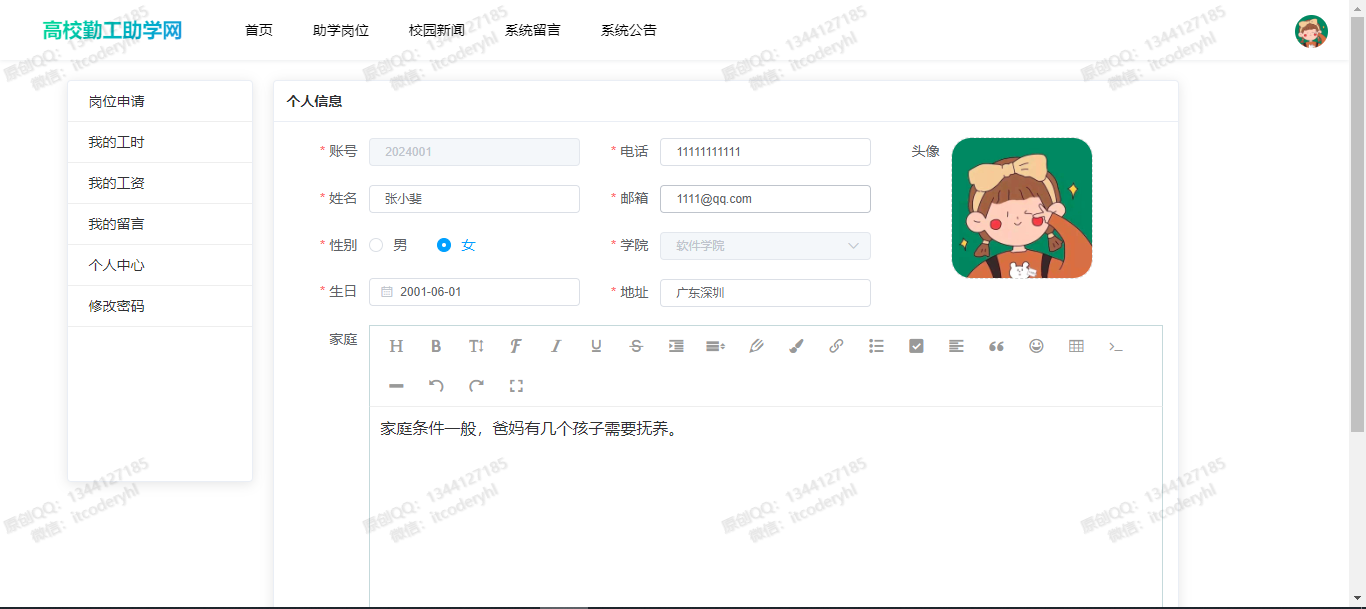 高校勤工助学网
首页 助学岗位 校园新闻 系统留言 系统公告
岗位申请
我的工时
我的工资
我的留言
个人中心
修改密码
个人信息
* 账号 2024001
* 电话 11111111111
头像
* 姓名 张小斐
* 邮箱 1111@qq.com
* 性别 男 女
* 学院 软件学院
* 生日 2001-06-01
* 地址 广东深圳
家庭
家庭条件一般，爸妈有几个孩子需要抚养。
原创QQ：1344127185
微信：itcoderyhl
原创QQ：1344127185
微信：itcoderyhl
原创QQ：1344127185
微信：itcoderyhl
原创QQ：1344127185
微信：itcoderyhl
原创QQ：1344127185
微信：itcoderyhl
原创QQ：1344127185
微信：itcoderyhl
原创QQ：1344127185
微信：itcoderyhl
原创QQ：1344127185
微信：itcoderyhl